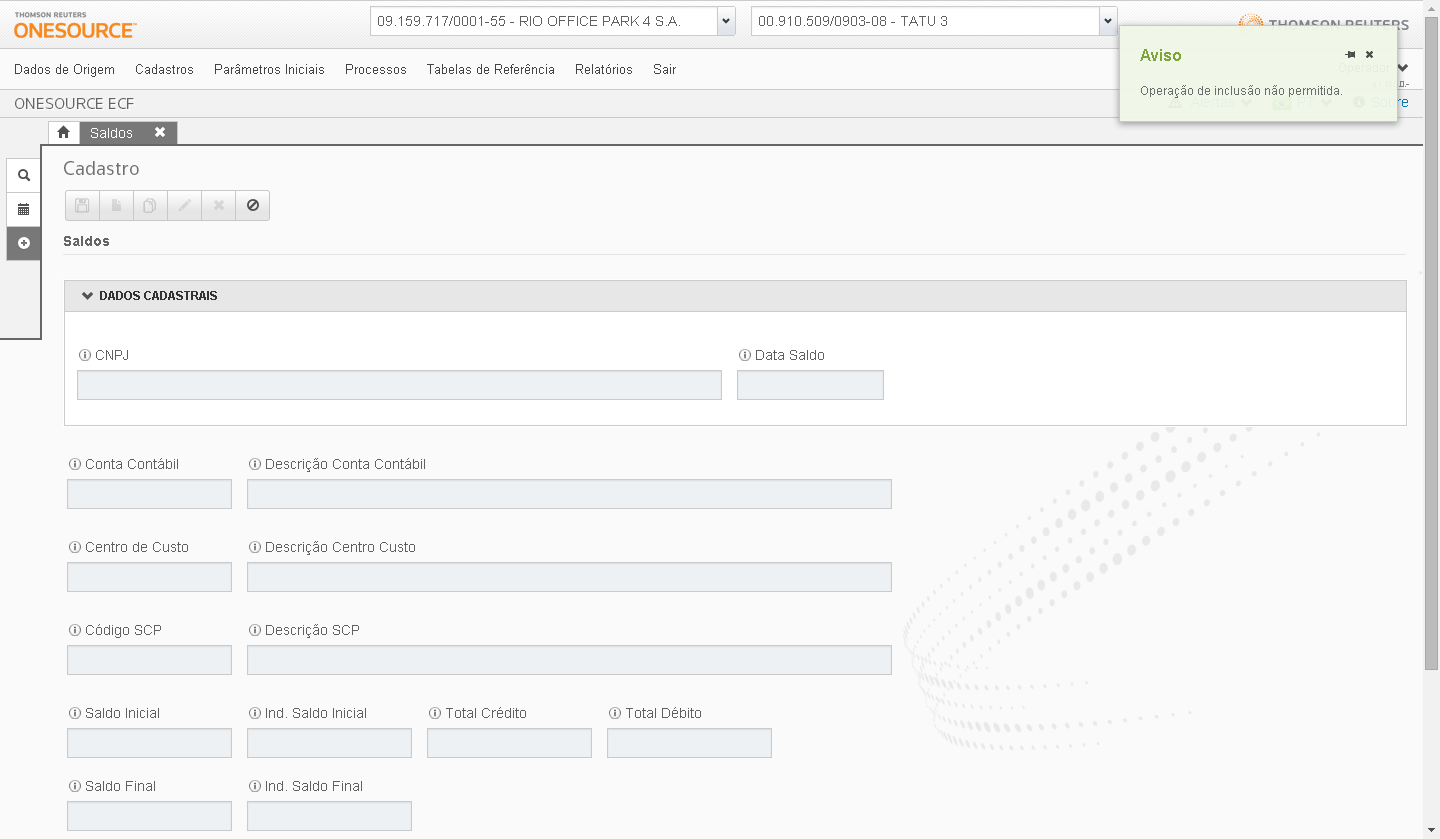 THOMSON REUTERS
ONESOURCE™
09.159.717/0001-55 - RIO OFFICE PARK 4 S.A.
00.910.509/0903-08 - TATU 3
THOMSON REUTERS
Aviso
Operação de inclusão não permitida.
Dados de Origem Cadastros Parâmetros Iniciais Processos Tabelas de Referência Relatórios Sair
ONESOURCE ECF
Saldos
Cadastro
Saldos
DADOS CADASTRAIS
CNPJ Data Saldo
Conta Contábil Descrição Conta Contábil
Centro de Custo Descrição Centro Custo
Código SCP Descrição SCP
Saldo Inicial Ind. Saldo Inicial Total Crédito Total Débito
Saldo Final Ind. Saldo Final